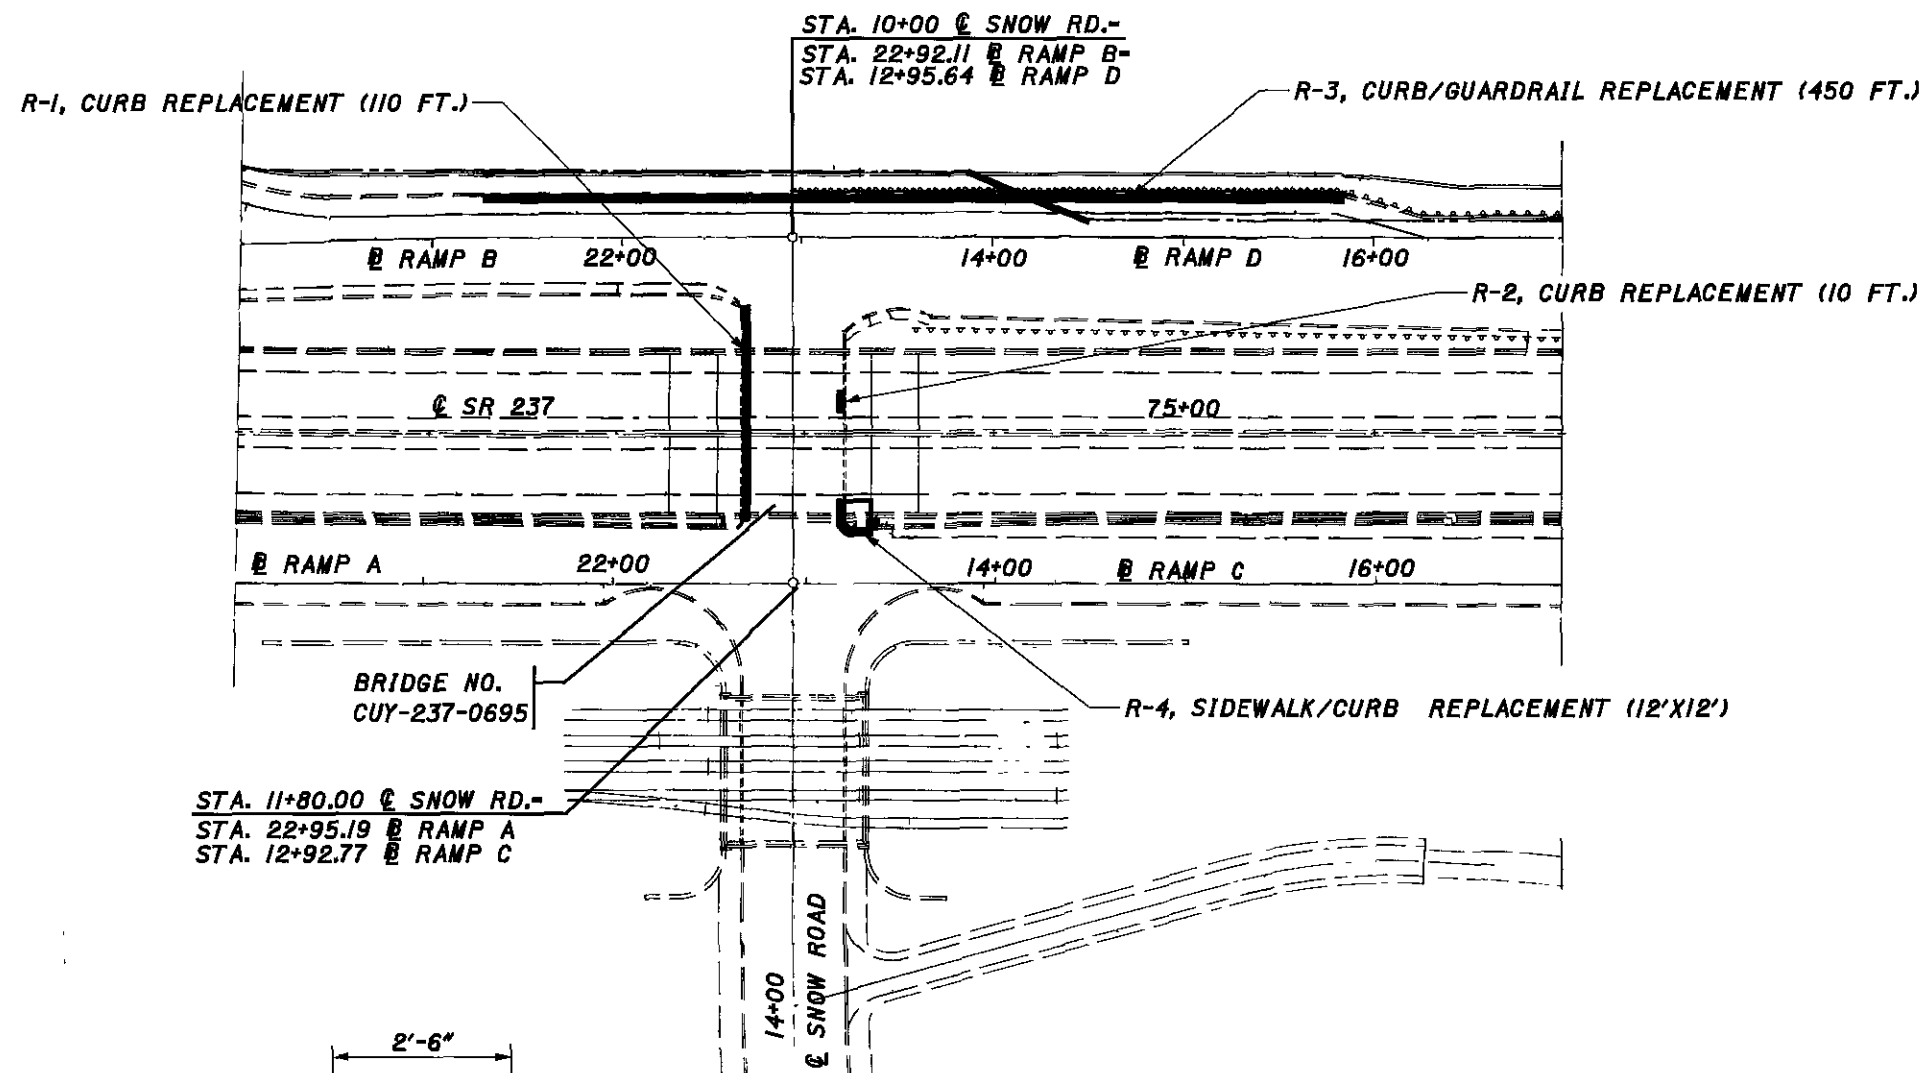 STA. 10+00 ℄ SNOW RD.=
STA. 22+92.11 B RAMP B=
STA. 12+95.64 B RAMP D
R-1, CURB REPLACEMENT (110 FT.)
R-3, CURB/GUARDRAIL REPLACEMENT (450 FT.)
B RAMP B
22+00
14+00
B RAMP D
16+00
R-2, CURB REPLACEMENT (10 FT.)
℄ SR 237
75+00
B RAMP A
22+00
14+00
B RAMP C
16+00
BRIDGE NO.
CUY-237-0695
R-4, SIDEWALK/CURB REPLACEMENT (12'X12')
STA. 11+80.00 ℄ SNOW RD.=
STA. 22+95.19 B RAMP A
STA. 12+92.77 B RAMP C
14+00
℄ SNOW ROAD
2'-6"